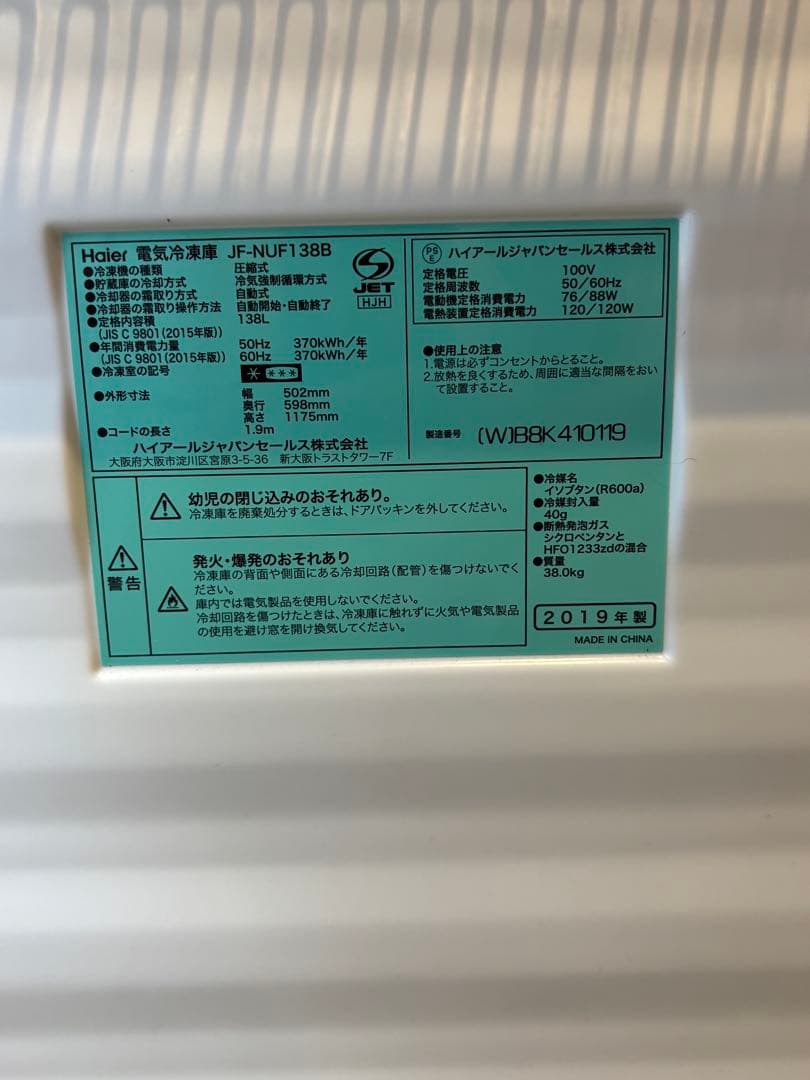 Haier 電気冷凍庫 JF-NUF138B
●冷凍機の種類 圧縮式
●貯蔵庫の冷却方式 冷気強制循環方式
●冷却器の霜取り方式 自動式
●冷却器の霜取り操作方法 自動開始・自動終了
●定格内容積 138L
(JIS C 9801(2015年版))
●年間消費電力量 50Hz 370kWh/年
(JIS C 9801(2015年版)) 60Hz 370kWh/年
●冷凍室の記号 * ***
●外形寸法 幅 502mm
奥行 598mm
高さ 1175mm
●コードの長さ 1.9m
ハイアールジャパンセールス株式会社
大阪府大阪市淀川区宮原3-5-36 新大阪トラストタワー7F
S
JET
HJH
PSE ハイアールジャパンセールス株式会社
定格電圧 100V
定格周波数 50/60Hz
電動機定格消費電力 76/88W
電熱装置定格消費電力 120/120W
●使用上の注意
1.電源は必ずコンセントからとること。
2.放熱を良くするため、周囲に適当な間隔をおい
て設置すること。
製造番号 (W)B8K410119
警告
幼児の閉じ込みのおそれあり。
冷凍庫を廃棄処分するときは、ドアパッキンを外してください。
発火・爆発のおそれあり
冷凍庫の背面や側面にある冷却回路(配管)を傷つけないでく
ださい。
庫内では電気製品を使用しないでください。
冷却回路を傷つけたときは、冷凍庫に触れずに火気や電気製品
の使用を避け窓を開け換気してください。
●冷媒名
イソブタン(R600a)
●冷媒封入量
40g
●断熱発泡ガス
シクロペンタンと
HFO1233zdの混合
●質量
38.0kg
2019年製
MADE IN CHINA